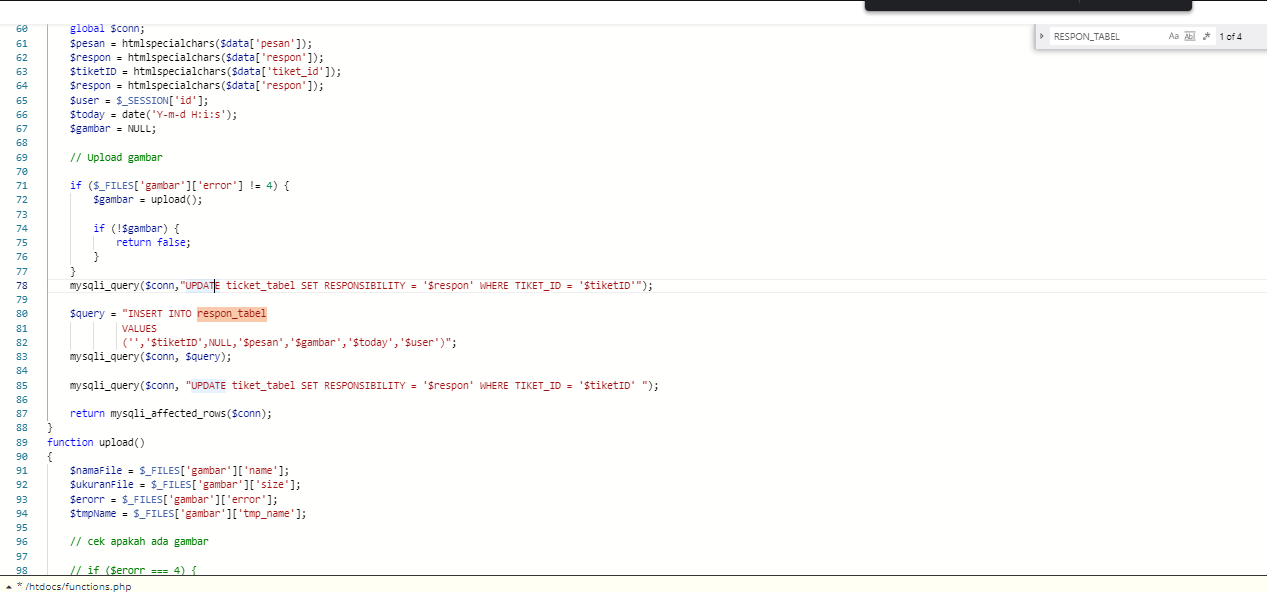 RESPON_TABEL Aa Abl .* 1 of 4
60 global $conn;
61 $pesan = htmlspecialchars($data['pesan']);
62 $respon = htmlspecialchars($data['respon']);
63 $tiketID = htmlspecialchars($data['tiket_id']);
64 $respon = htmlspecialchars($data['respon']);
65 $user = $_SESSION['id'];
66 $today = date('Y-m-d H:i:s');
67 $gambar = NULL;
68
69 // Upload gambar
70
71 if ($_FILES['gambar']['error'] != 4) {
72 $gambar = upload();
73
74 if (!$gambar) {
75 return false;
76 }
77 }
78 mysqli_query($conn,"UPDATE ticket_tabel SET RESPONSIBILITY = '$respon' WHERE TIKET_ID = '$tiketID'");
79
80 $query = "INSERT INTO respon_tabel
81 VALUES
82 ('','$tiketID',NULL,'$pesan','$gambar','$today','$user')";
83 mysqli_query($conn, $query);
84
85 mysqli_query($conn, "UPDATE tiket_tabel SET RESPONSIBILITY = '$respon' WHERE TIKET_ID = '$tiketID' ");
86
87 return mysqli_affected_rows($conn);
88 }
89 function upload()
90 {
91 $namaFile = $_FILES['gambar']['name'];
92 $ukuranFile = $_FILES['gambar']['size'];
93 $erorr = $_FILES['gambar']['error'];
94 $tmpName = $_FILES['gambar']['tmp_name'];
95
96 // cek apakah ada gambar
97
98 // if ($erorr === 4) {
* /htdocs/functions.php